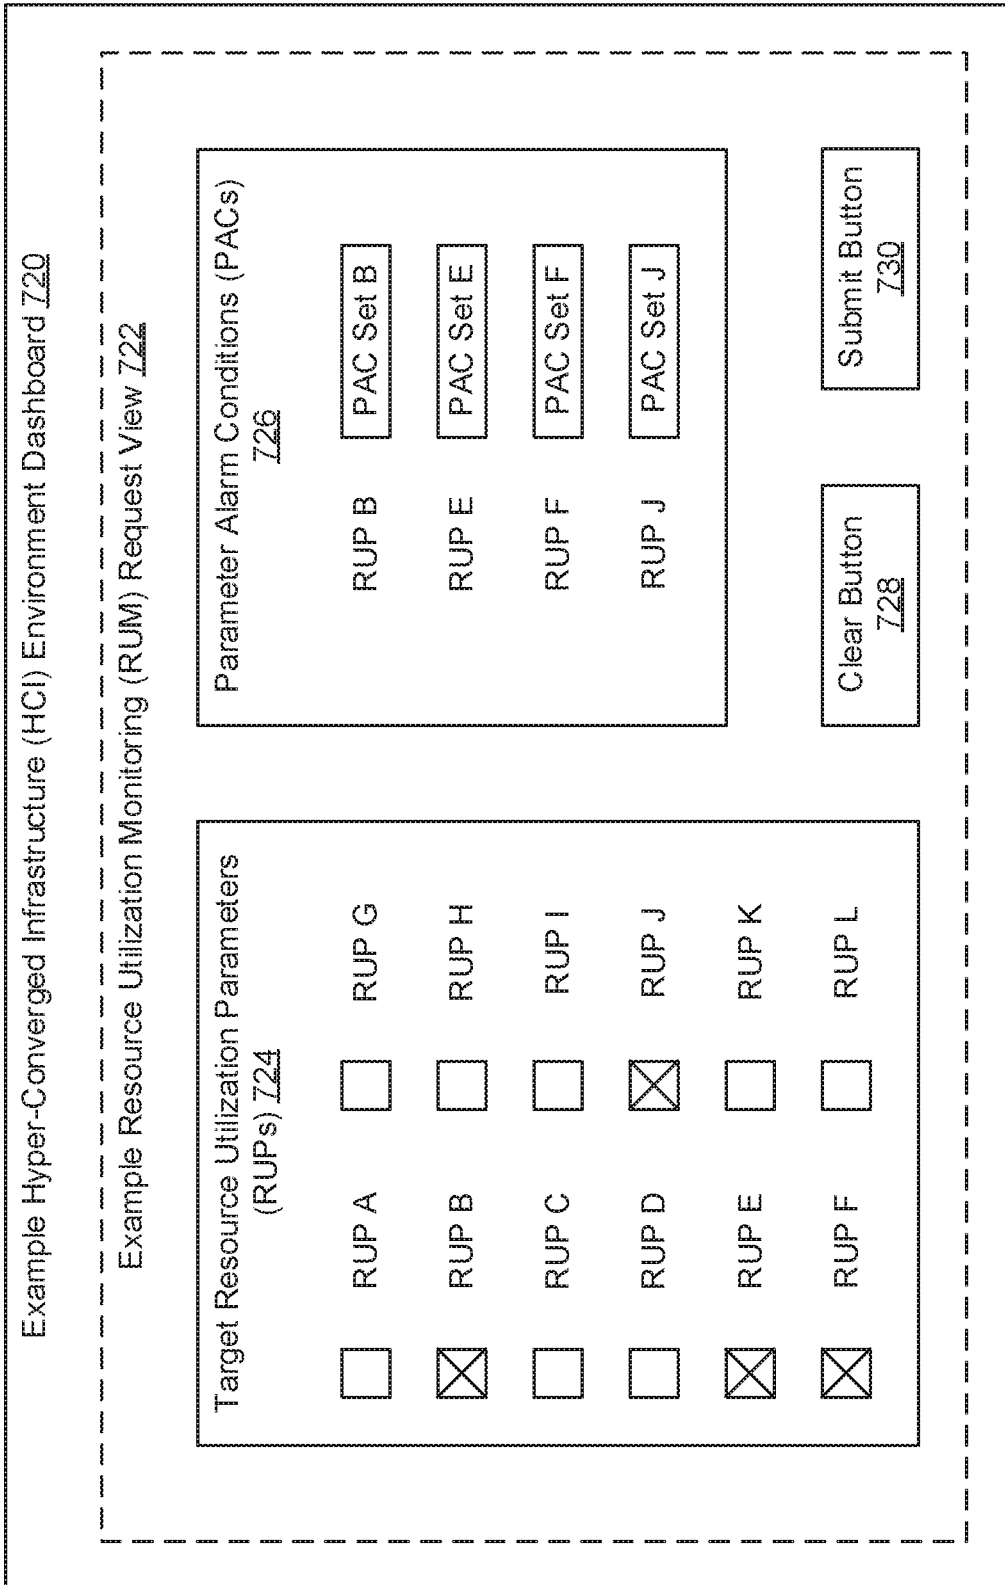 Example Hyper-Converged Infrastructure (HCI) Environment Dashboard 720
Example Resource Utilization Monitoring (RUM) Request View 722
Target Resource Utilization Parameters
(RUPs) 724
RUP A
RUP G
RUP B
RUP H
RUP C
RUP I
RUP D
RUP J
RUP E
RUP K
RUP F
RUP L
Parameter Alarm Conditions (PACs)
726
RUP B
PAC Set B
RUP E
PAC Set E
RUP F
PAC Set F
RUP J
PAC Set J
Clear Button
728
Submit Button
730